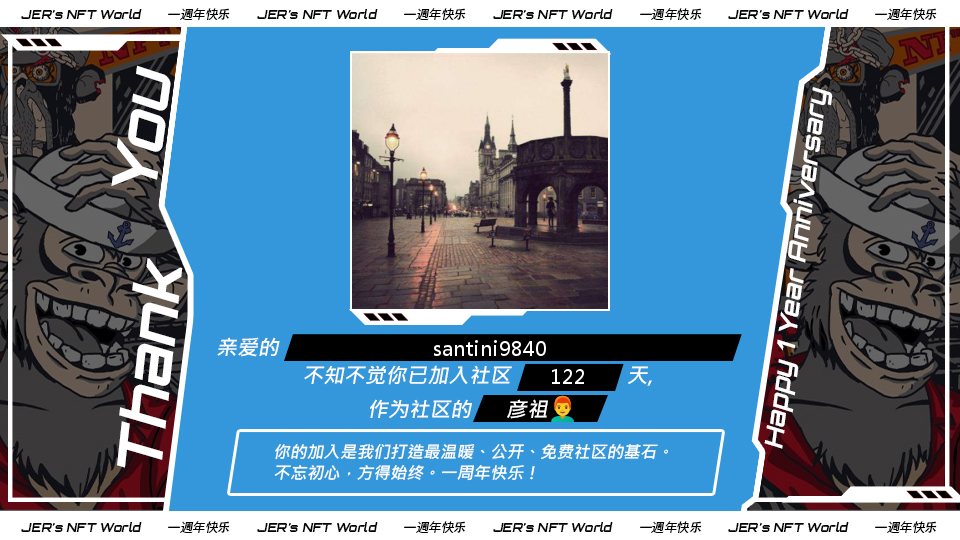 JER's NFT World 一週年快乐 JER's NFT World 一週年快乐 JER's NFT World 一週年快乐 JER's NFT World 一週年快乐
Thank You
Happy 1 Year Anniversary
亲爱的 santini9840
不知不觉你已加入社区 122 天,
作为社区的 彦祖👨‍🦰
你的加入是我们打造最温暖、公开、免费社区的基石。
不忘初心，方得始终。一周年快乐！
JER's NFT World 一週年快乐 JER's NFT World 一週年快乐 JER's NFT World 一週年快乐 JER's NFT World 一週年快乐